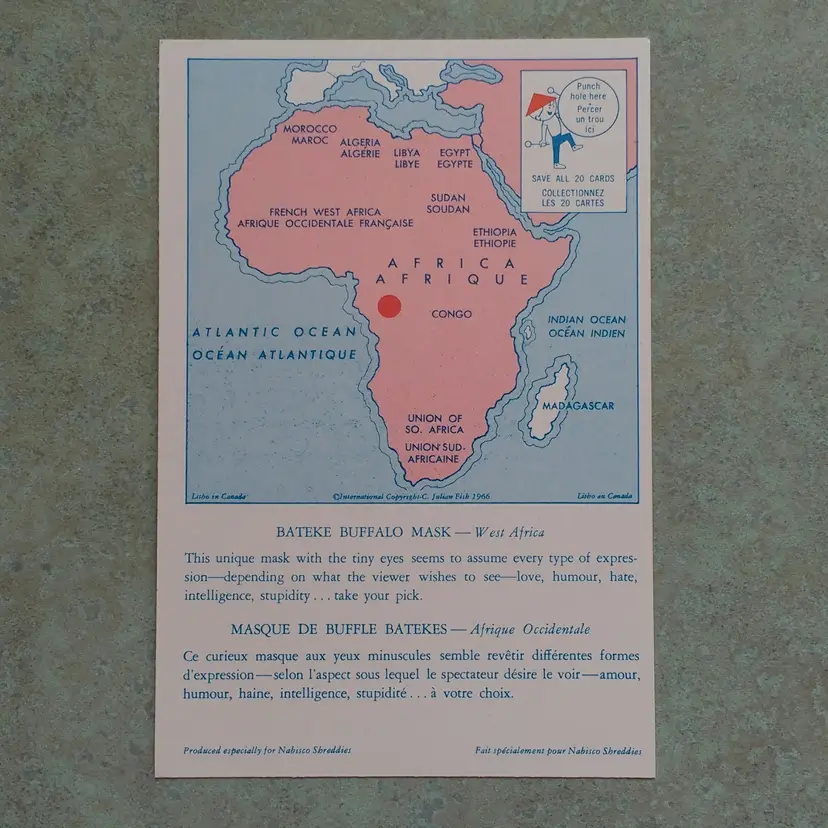 Punch
hole here
•
Percer
un trou
ici
SAVE ALL 20 CARDS
COLLECTIONNEZ
LES 20 CARTES
MOROCCO
MAROC
ALGERIA
ALGÉRIE
LIBYA
LIBYE
EGYPT
EGYPTE
SUDAN
SOUDAN
FRENCH WEST AFRICA
AFRIQUE OCCIDENTALE FRANÇAISE
ETHIOPIA
ETHIOPIE
AFRICA
AFRIQUE
CONGO
ATLANTIC OCEAN
OCÉAN ATLANTIQUE
INDIAN OCEAN
OCÉAN INDIEN
MADAGASCAR
UNION OF
SO. AFRICA
UNION SUD-
AFRICAINE
Litho in Canada
©International Copyright-C. Julian Fish 1966
Litho au Canada
BATEKE BUFFALO MASK — West Africa
This unique mask with the tiny eyes seems to assume every type of expres-
sion—depending on what the viewer wishes to see—love, humour, hate,
intelligence, stupidity . . . take your pick.
MASQUE DE BUFFLE BATEKES — Afrique Occidentale
Ce curieux masque aux yeux minuscules semble revêtir différentes formes
d'expression—selon l'aspect sous lequel le spectateur désire le voir—amour,
humour, haine, intelligence, stupidité . . . à votre choix.
Produced especially for Nabisco Shreddies
Fait spécialement pour Nabisco Shreddies